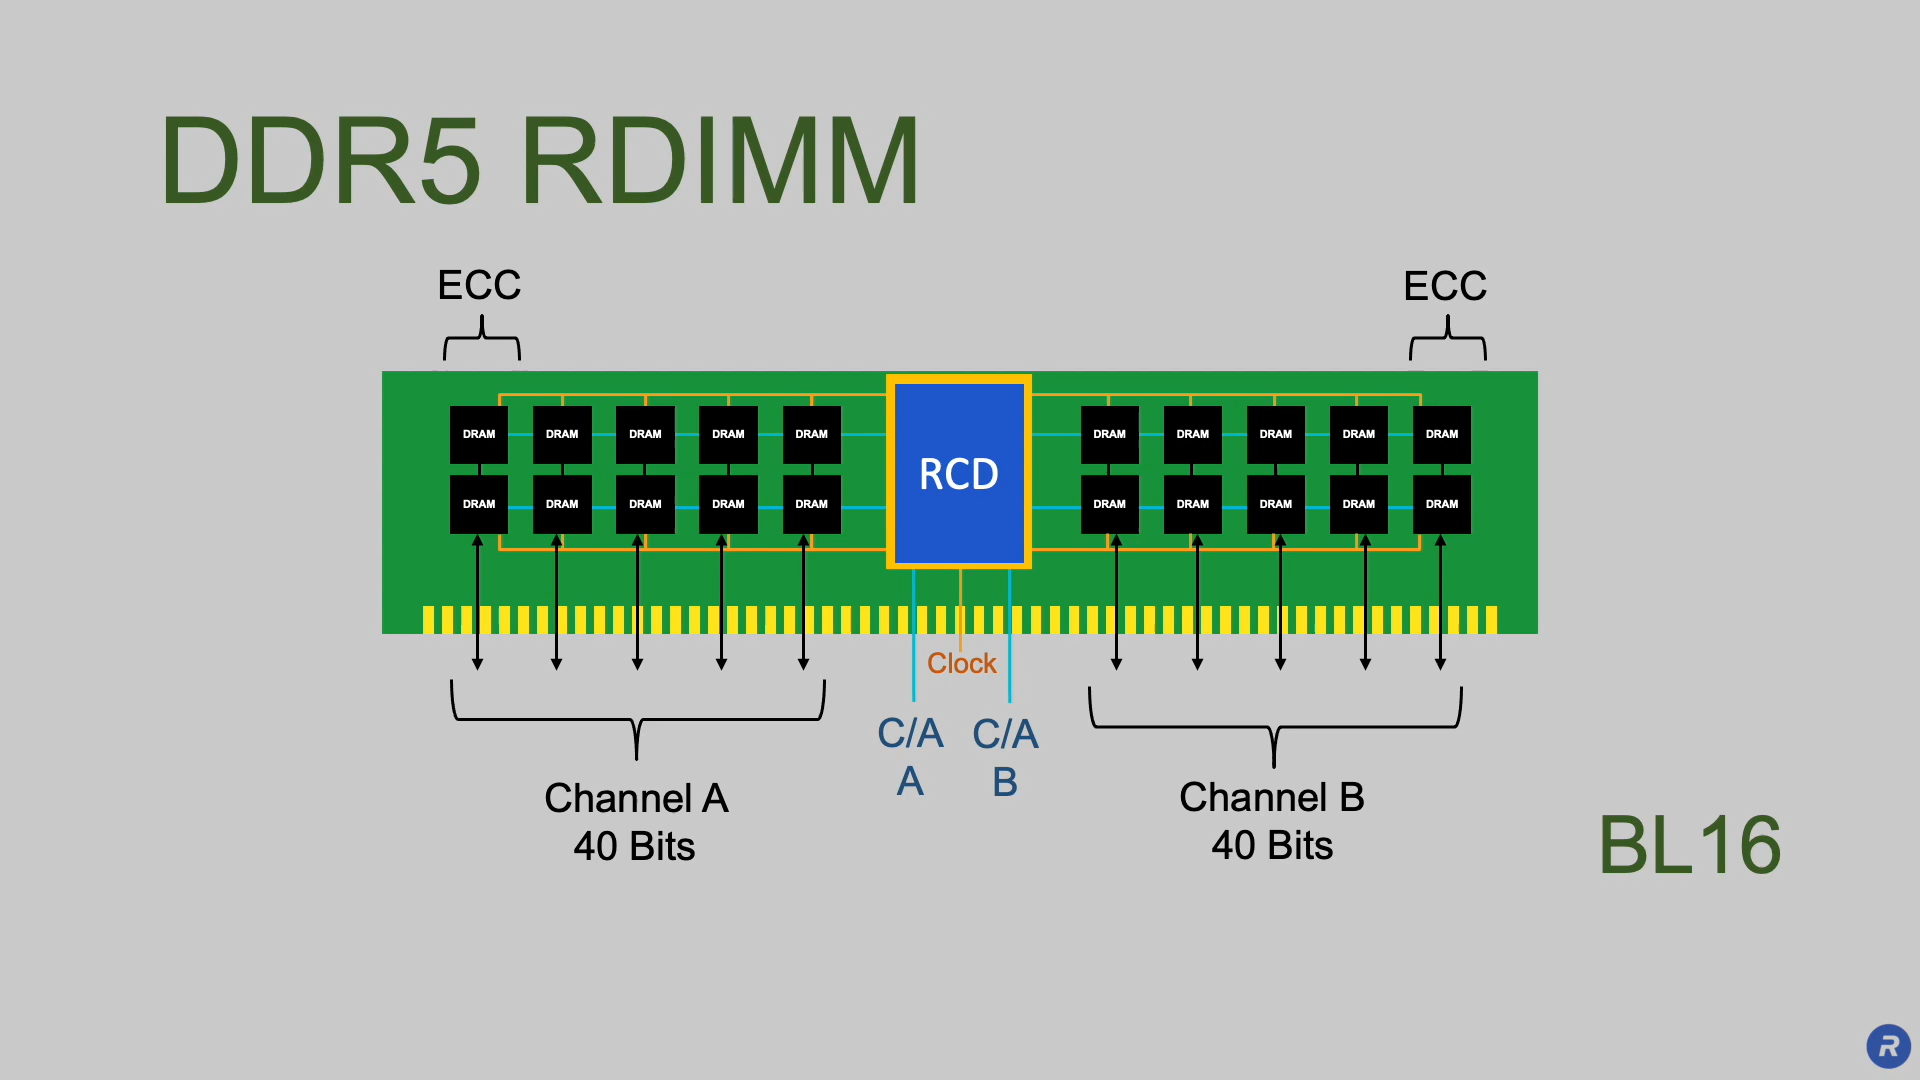 DDR5 RDIMM
ECC
ECC
DRAM DRAM DRAM DRAM DRAM
RCD
DRAM DRAM DRAM DRAM DRAM
DRAM DRAM DRAM DRAM DRAM
DRAM DRAM DRAM DRAM DRAM
Clock
C/A
A
C/A
B
Channel A
40 Bits
Channel B
40 Bits
BL16
R